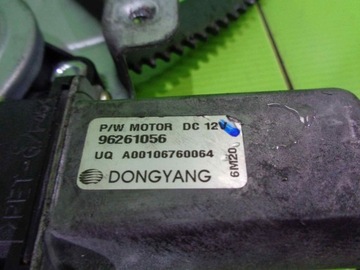 P/W MOTOR DC 12V
96261056
UQ A00106760064
DONGYANG
6M20